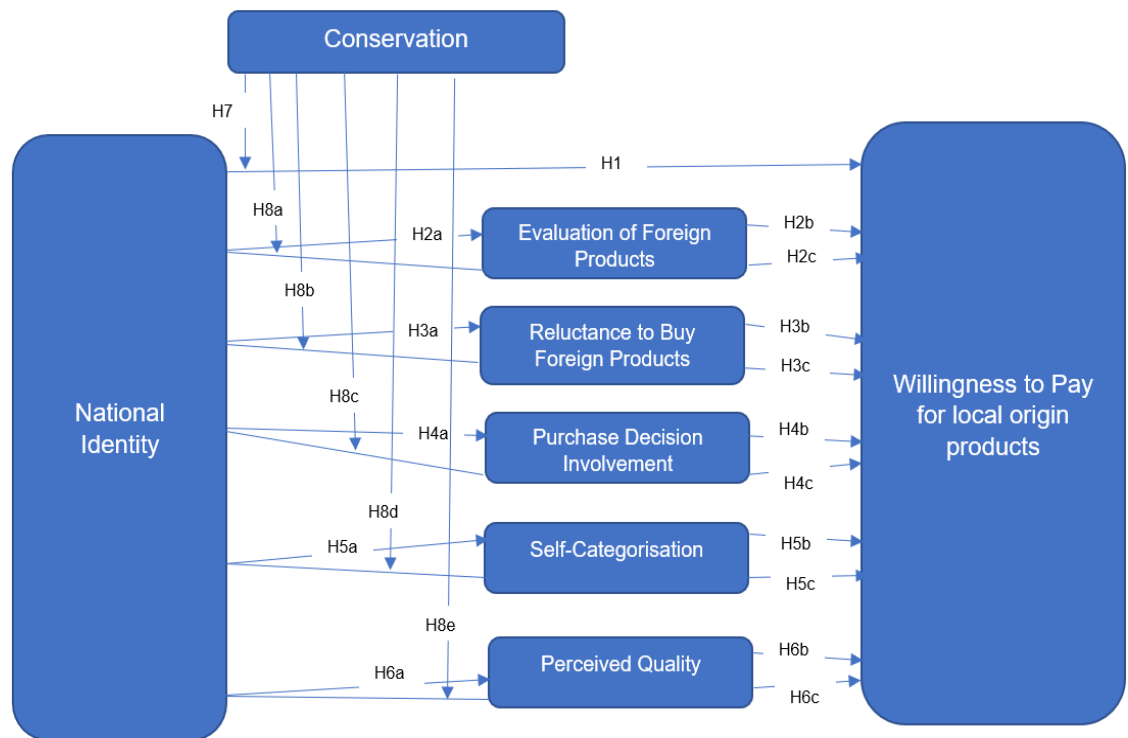 Conservation
H7
H1
H8a
H2a
Evaluation of Foreign
Products
H2b
H2c
H8b
H3a
Reluctance to Buy
Foreign Products
H3b
H3c
National
Identity
Willingness to Pay
for local origin
products
H8c
H4a
Purchase Decision
Involvement
H4b
H4c
H8d
H5a
Self-Categorisation
H5b
H5c
H8e
H6a
Perceived Quality
H6b
H6c